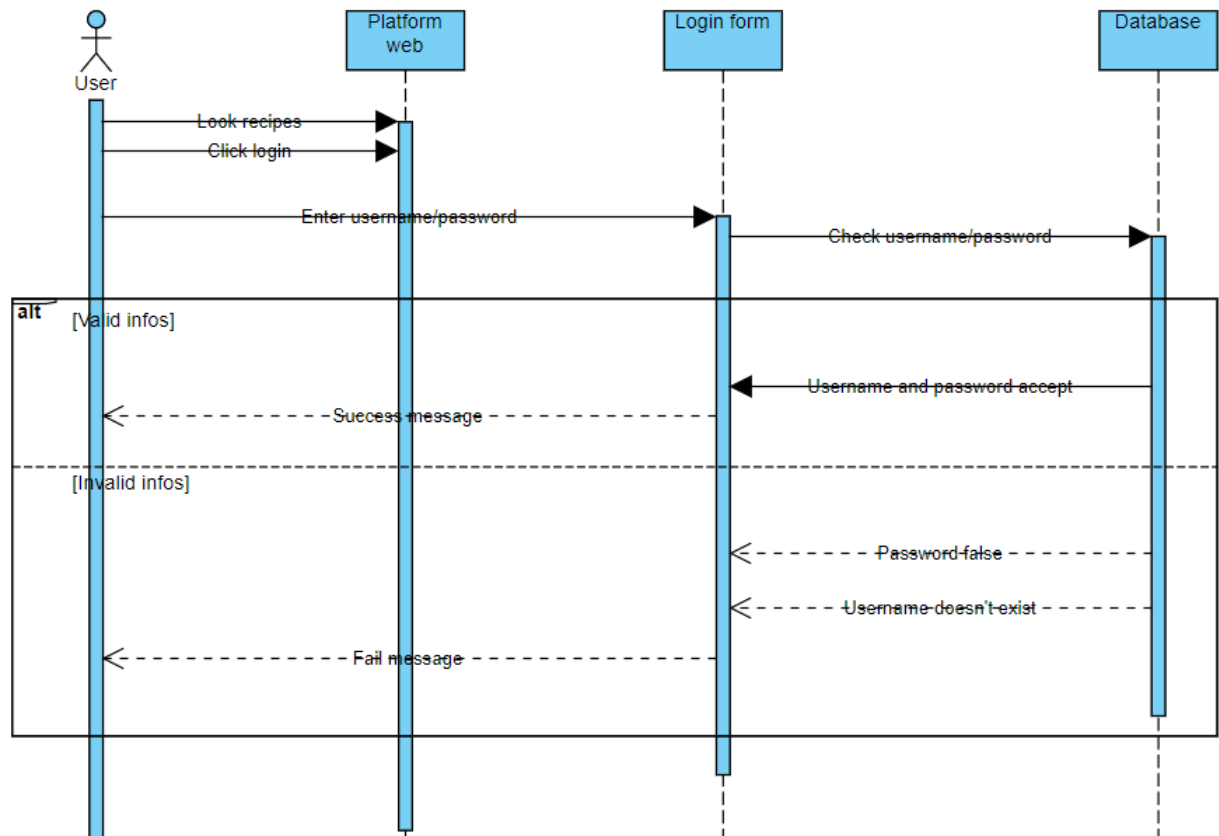 Platform
web
Login form
Database
User
Look recipes
Click login
Enter username/password
Check username/password
alt
[Valid infos]
Username and password accept
Success message
[Invalid infos]
Password false
Username doesn't exist
Fail message